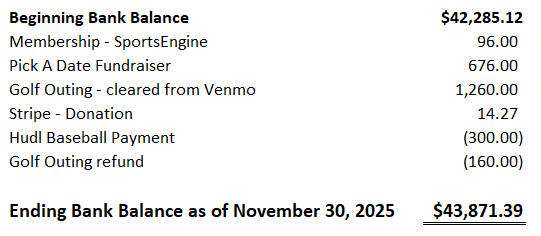 Beginning Bank Balance $42,285.12
Membership - SportsEngine 96.00
Pick A Date Fundraiser 676.00
Golf Outing - cleared from Venmo 1,260.00
Stripe - Donation 14.27
Hudl Baseball Payment (300.00)
Golf Outing refund (160.00)
Ending Bank Balance as of November 30, 2025 $43,871.39